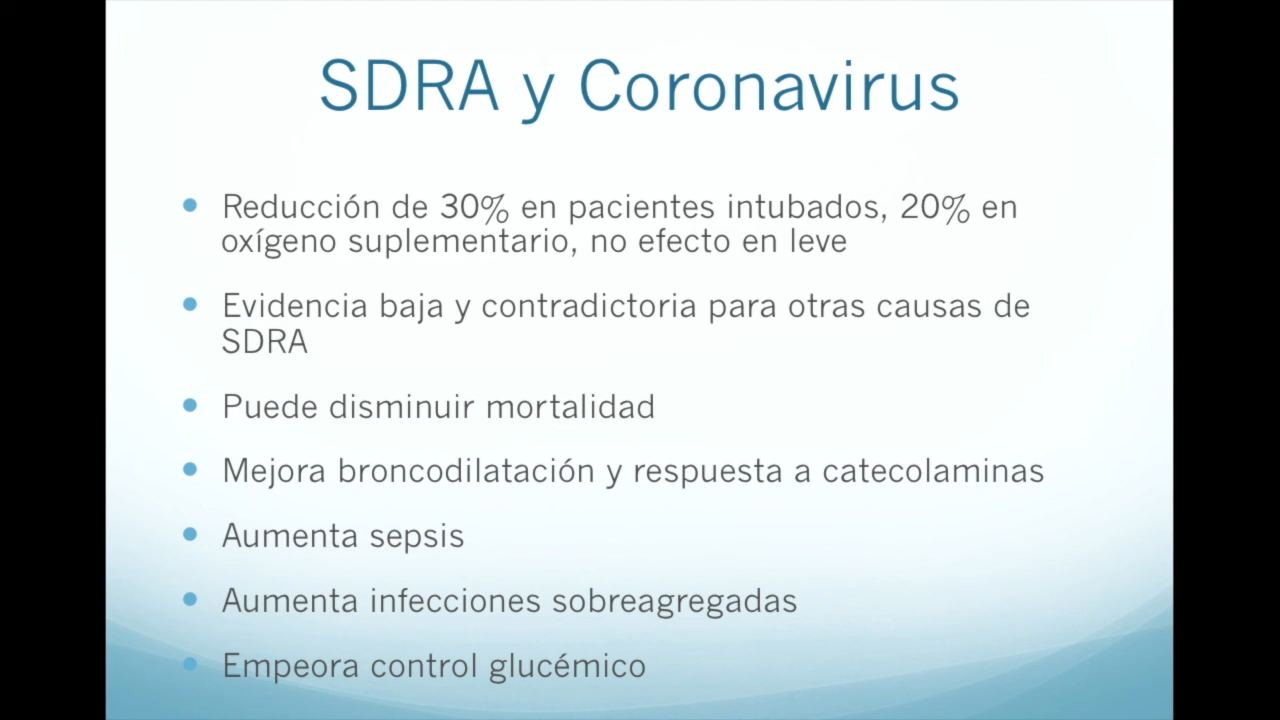 SDRA y Coronavirus
Reducción de 30% en pacientes intubados, 20% en
oxígeno suplementario, no efecto en leve
Evidencia baja y contradictoria para otras causas de
SDRA
Puede disminuir mortalidad
Mejora broncodilatación y respuesta a catecolaminas
Aumenta sepsis
Aumenta infecciones sobreagregadas
Empeora control glucémico